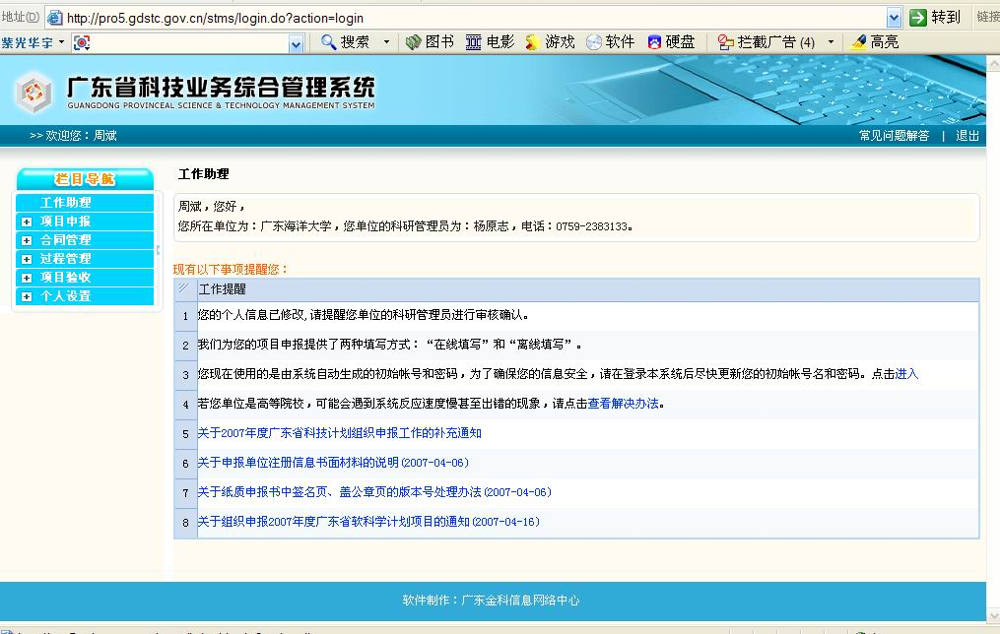 地址(D) http://pro5.gdstc.gov.cn/stms/login.do?action=login 转到 链接
紫光华宇 搜索 图书 电影 游戏 软件 硬盘 拦截广告 (4) 高亮
广东省科技业务综合管理系统
GUANGDONG PROVINCEAL SCIENCE & TECHNOLOGY MANAGEMENT SYSTEM
>> 欢迎您：周斌 常见问题解答 | 退出
栏目导航
工作助理
项目申报
合同管理
过程管理
项目验收
个人设置
工作助理
周斌，您好，
您所在单位为：广东海洋大学，您单位的科研管理员为：杨原志，电话：0759-2383133。
现有以下事项提醒您：
工作提醒
1 您的个人信息已修改,请提醒您单位的科研管理员进行审核确认。
2 我们为您的项目申报提供了两种填写方式：“在线填写”和“离线填写”。
3 您现在使用的是由系统自动生成的初始帐号和密码，为了确保您的信息安全，请在登录本系统后尽快更新您的初始帐号名和密码。点击进入
4 若您单位是高等院校，可能会遇到系统反应速度慢甚至出错的现象，请点击查看解决办法。
5 关于2007年度广东省科技计划组织申报工作的补充通知
6 关于申报单位注册信息书面材料的说明(2007-04-06)
7 关于纸质申报书中签名页、盖公章页的版本号处理办法(2007-04-06)
8 关于组织申报2007年度广东省软科学计划项目的通知(2007-04-16)
软件制作：广东金科信息网络中心